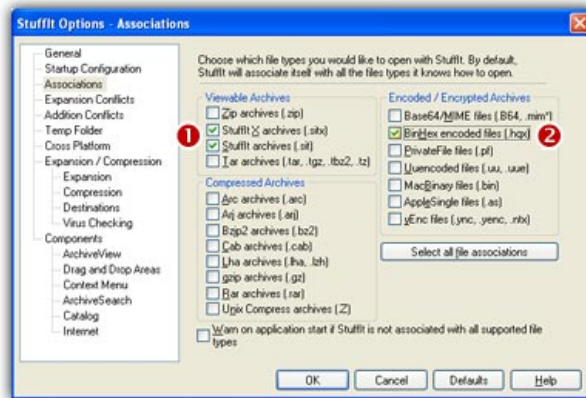 StuffIt Options - Associations
General
Startup Configuration
Associations
Expansion Conflicts
Addition Conflicts
Temp Folder
Cross Platform
Expansion / Compression
Expansion
Compression
Destinations
Virus Checking
Components
ArchiveView
Drag and Drop Areas
Context Menu
ArchiveSearch
Catalog
Internet
Choose which file types you would like to open with StuffIt. By default,
StuffIt will associate itself with all the files types it knows how to open.
Viewable Archives
Zip archives (.zip)
1
StuffIt X archives (.sitx)
StuffIt archives (.sit)
Tar archives (.tar, .tgz, .tbz2, .tz)
Compressed Archives
Arc archives (.arc)
Arj archives (.arj)
Bzip2 archives (.bz2)
Cab archives (.cab)
Lha archives (.lha, .lzh)
gzip archives (.gz)
Rar archives (.rar)
Unix Compress archives (.Z)
Encoded / Encrypted Archives
Base64/MIME files (.B64, .mim*)
BinHex encoded files (.hqx)
2
PrivateFile files (.pf)
Uuencoded files (.uu, .uue)
MacBinary files (.bin)
AppleSingle files (.as)
yEnc files (.ync, .yenc, .ntx)
Select all file associations
Warn on application start if StuffIt is not associated with all supported file
types
OK
Cancel
Defaults
Help